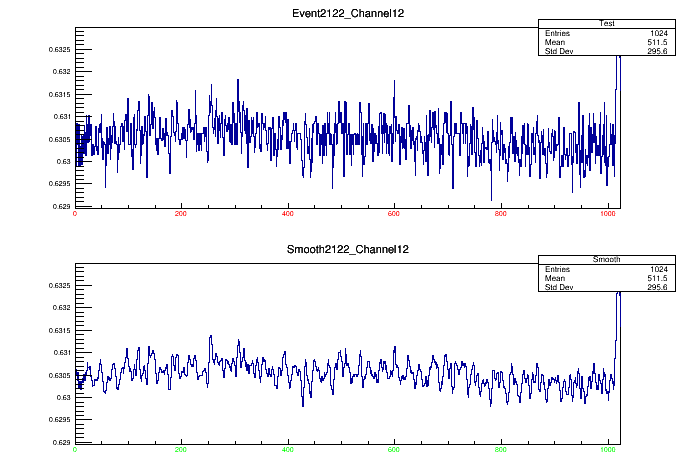 Event2122_Channel12
Test
Entries 1024
Mean 511.5
Std Dev 295.6
0.6325
0.632
0.6315
0.631
0.6305
0.63
0.6295
0.629
0 200 400 600 800 1000
Smooth2122_Channel12
Smooth
Entries 1024
Mean 511.5
Std Dev 295.6
0.6325
0.632
0.6315
0.631
0.6305
0.63
0.6295
0.629
0 200 400 600 800 1000